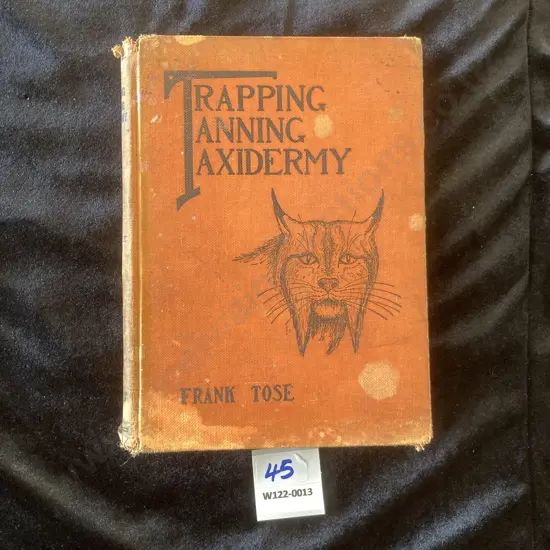 TRAPPING
TANNING
TAXIDERMY
FRANK TOSE
45
W122-0013